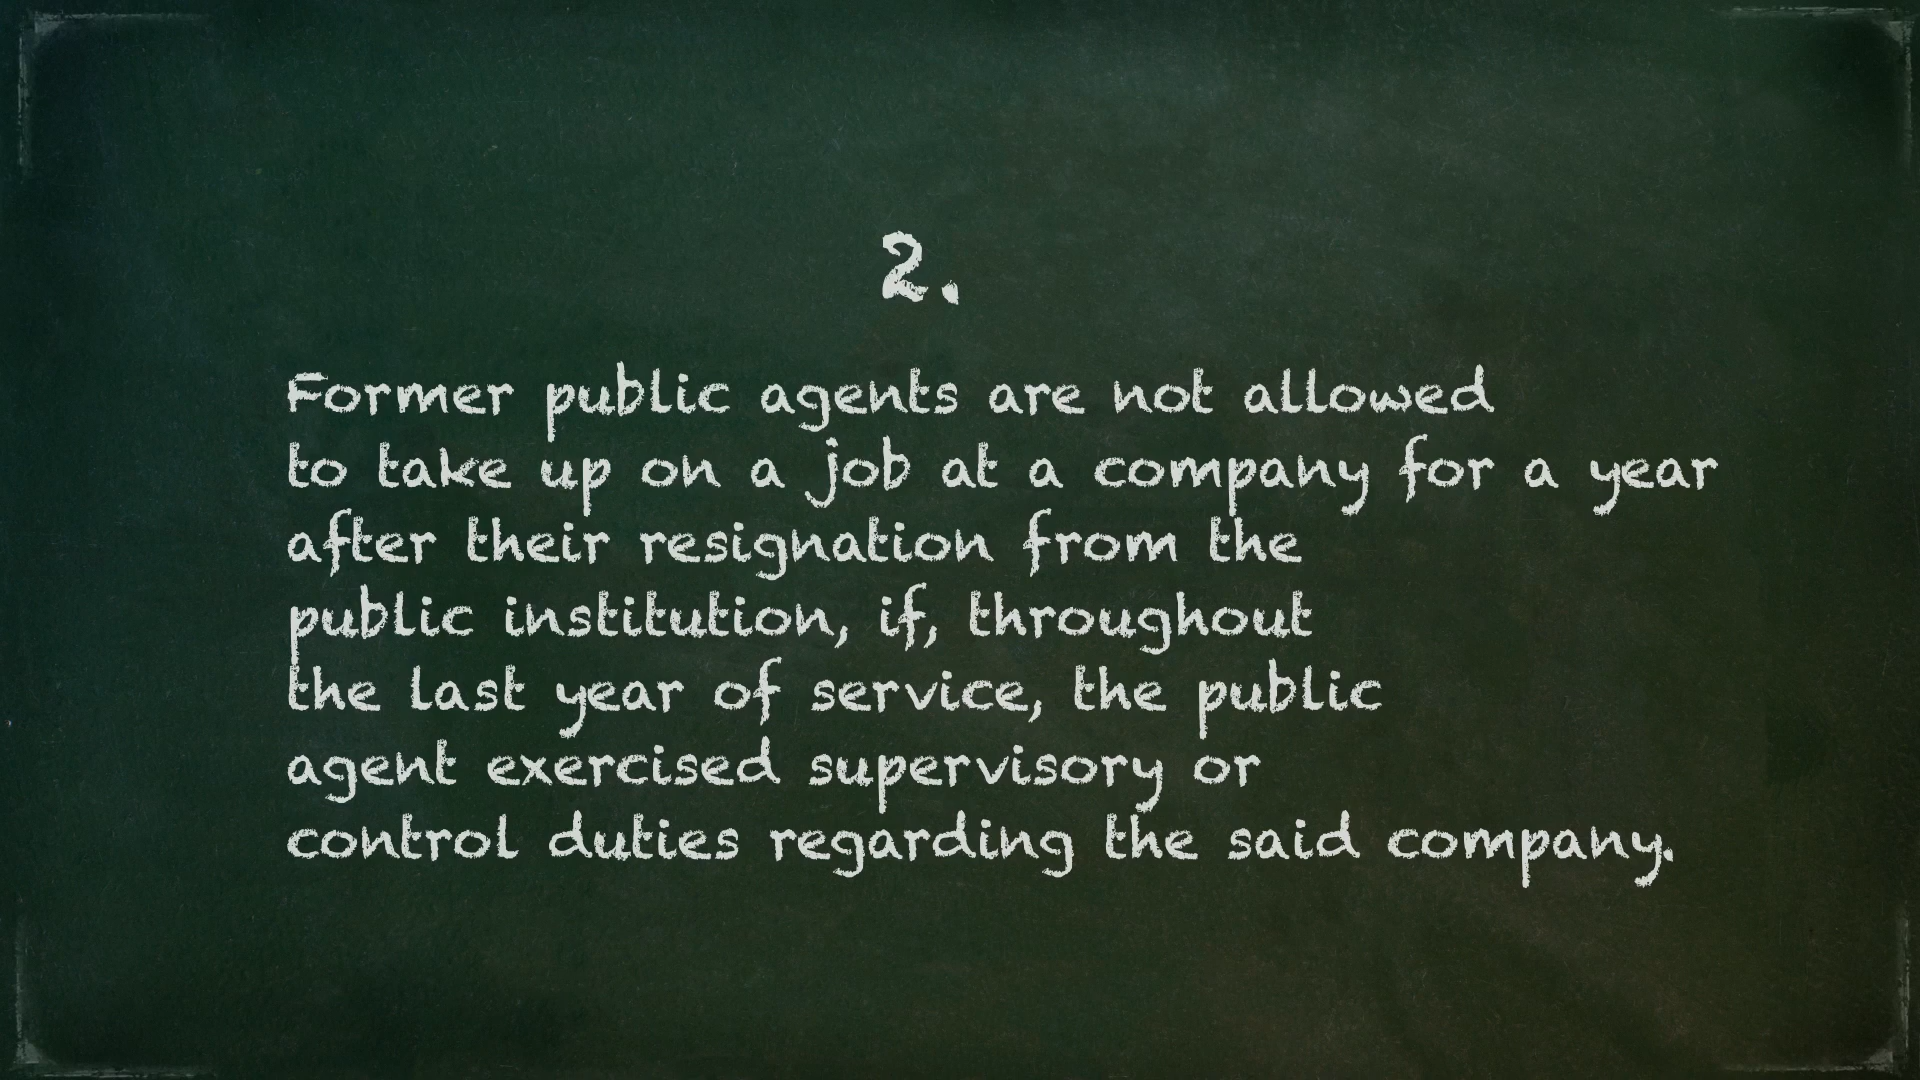 2.
Former public agents are not allowed
to take up on a job at a company for a year
after their resignation from the
public institution, if, throughout
the last year of service, the public
agent exercised supervisory or
control duties regarding the said company.